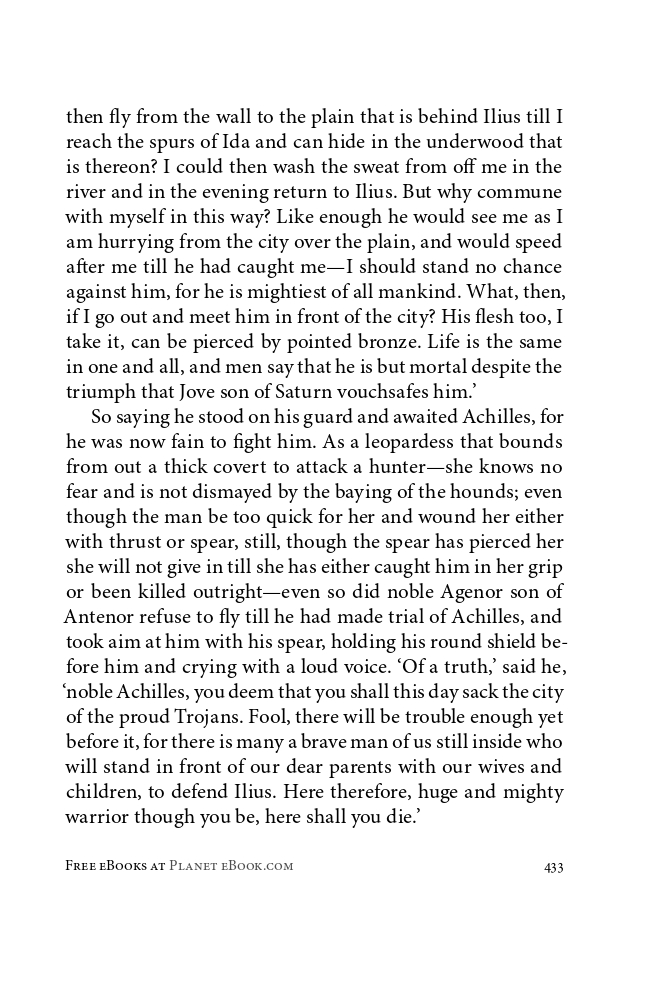 then fly from the wall to the plain that is behind Ilius till I
reach the spurs of Ida and can hide in the underwood that
is thereon? I could then wash the sweat from off me in the
river and in the evening return to Ilius. But why commune
with myself in this way? Like enough he would see me as I
am hurrying from the city over the plain, and would speed
after me till he had caught me—I should stand no chance
against him, for he is mightiest of all mankind. What, then,
if I go out and meet him in front of the city? His flesh too, I
take it, can be pierced by pointed bronze. Life is the same
in one and all, and men say that he is but mortal despite the
triumph that Jove son of Saturn vouchsafes him.’
So saying he stood on his guard and awaited Achilles, for
he was now fain to fight him. As a leopardess that bounds
from out a thick covert to attack a hunter—she knows no
fear and is not dismayed by the baying of the hounds; even
though the man be too quick for her and wound her either
with thrust or spear, still, though the spear has pierced her
she will not give in till she has either caught him in her grip
or been killed outright—even so did noble Agenor son of
Antenor refuse to fly till he had made trial of Achilles, and
took aim at him with his spear, holding his round shield be-
fore him and crying with a loud voice. ‘Of a truth,’ said he,
‘noble Achilles, you deem that you shall this day sack the city
of the proud Trojans. Fool, there will be trouble enough yet
before it, for there is many a brave man of us still inside who
will stand in front of our dear parents with our wives and
children, to defend Ilius. Here therefore, huge and mighty
warrior though you be, here shall you die.’
Free eBooks at Planet eBook.com 433